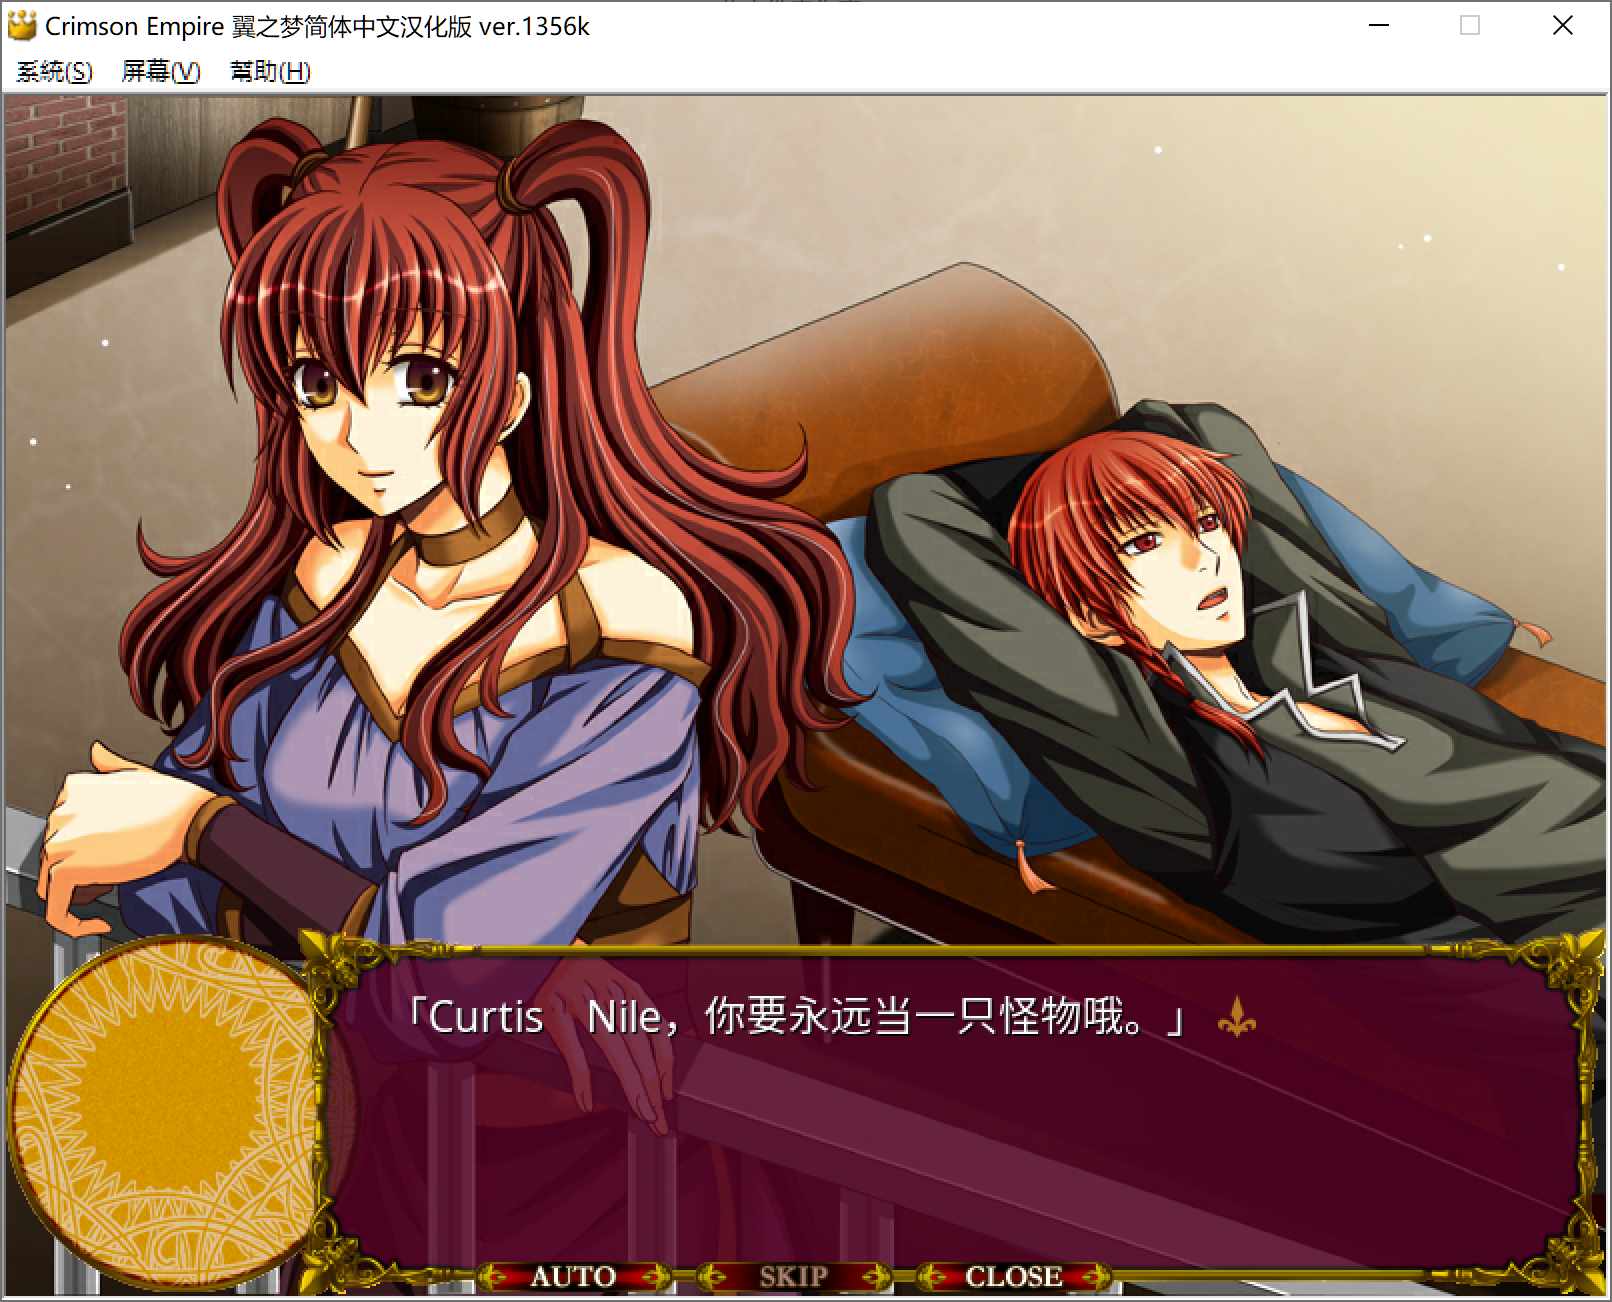 Crimson Empire 翼之梦简体中文汉化版 ver.1356k
系統(S) 屏幕(V) 幫助(H)
「Curtis　Nile，你要永远当一只怪物哦。」
AUTO SKIP CLOSE